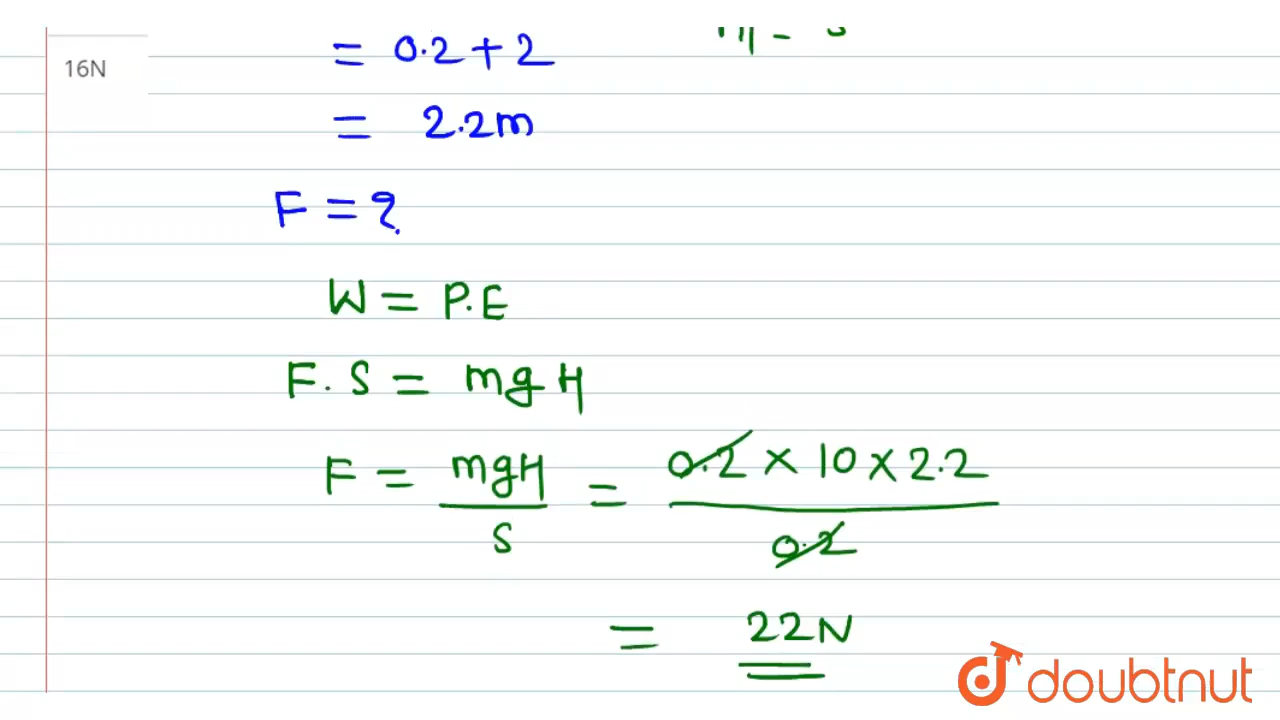 16N
= 0.2 + 2
= 2.2m
F = ?
W = P.E
F. S = mg H
F = mgH / S = 0.2 × 10 × 2.2 / 0.2
= 22N
doubtnut